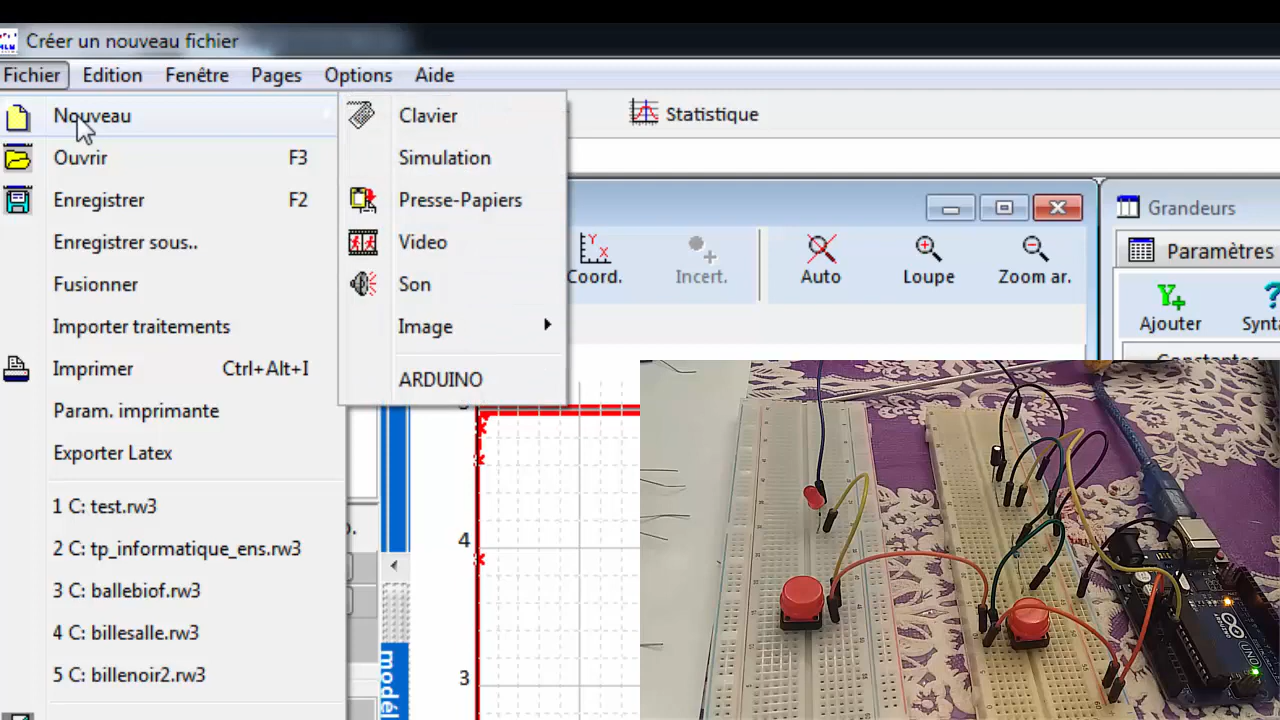 Créer un nouveau fichier
Fichier Edition Fenêtre Pages Options Aide
Nouveau
Ouvrir F3
Enregistrer F2
Enregistrer sous..
Fusionner
Importer traitements
Imprimer Ctrl+Alt+I
Param. imprimante
Exporter Latex
1 C: test.rw3
2 C: tp_informatique_ens.rw3
3 C: ballebiof.rw3
4 C: billesalle.rw3
5 C: billenoir2.rw3
Clavier
Simulation
Presse-Papiers
Video
Son
Image
ARDUINO
Statistique
Coord. Incert. Auto Loupe Zoom ar.
Grandeurs
Paramètres
Ajouter
4
3
UNO